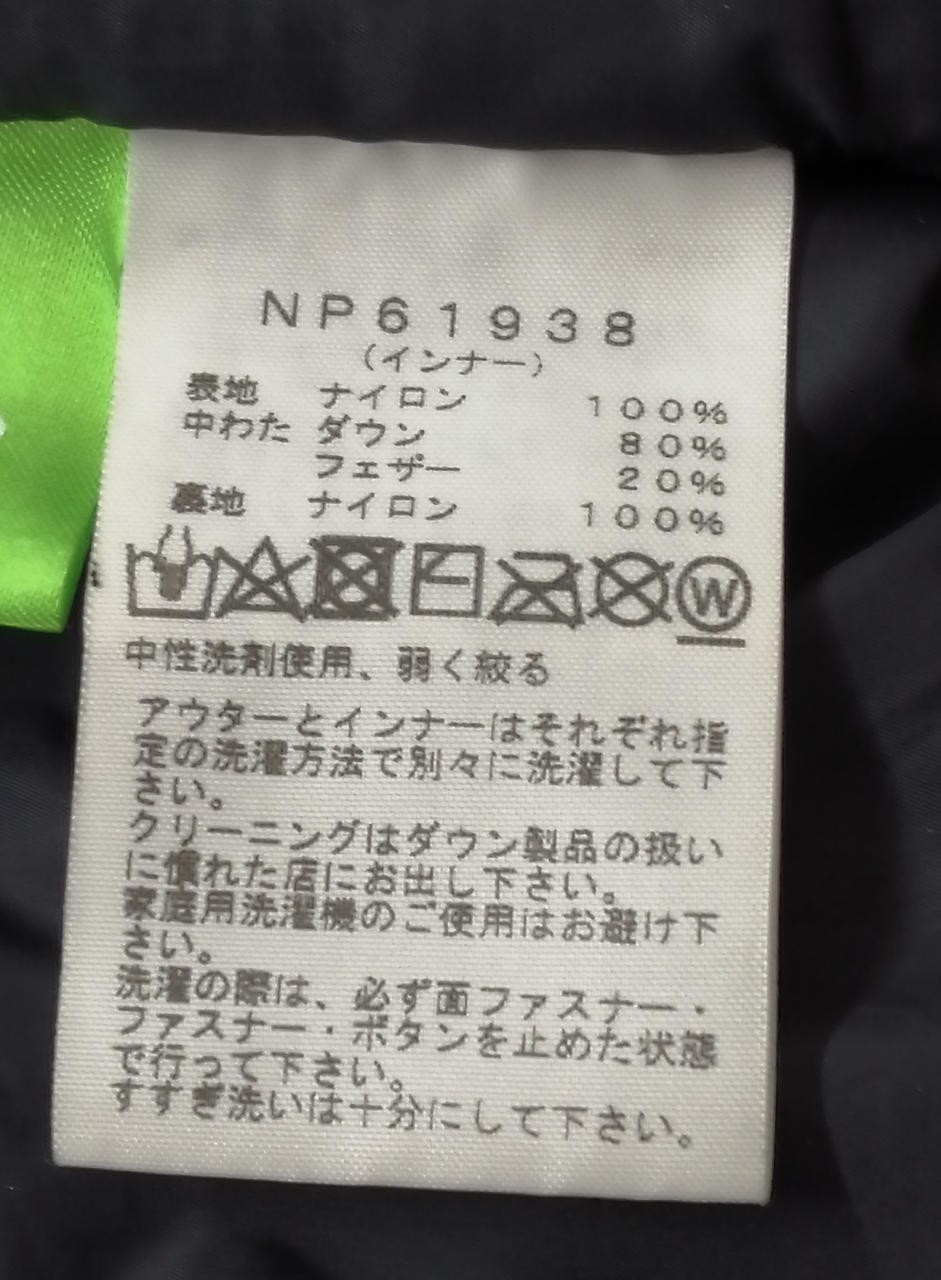 NP61938
(インナー)
表地 ナイロン 100%
中わた ダウン 80%
フェザー 20%
裏地 ナイロン 100%
W
中性洗剤使用、弱く絞る
アウターとインナーはそれぞれ指
定の洗濯方法で別々に洗濯して下
さい。
クリーニングはダウン製品の扱い
に慣れた店にお出し下さい。
家庭用洗濯機のご使用はお避け下
さい。
洗濯の際は、必ず面ファスナー・
ファスナー・ボタンを止めた状態
で行って下さい。
すすぎ洗いは十分にして下さい。